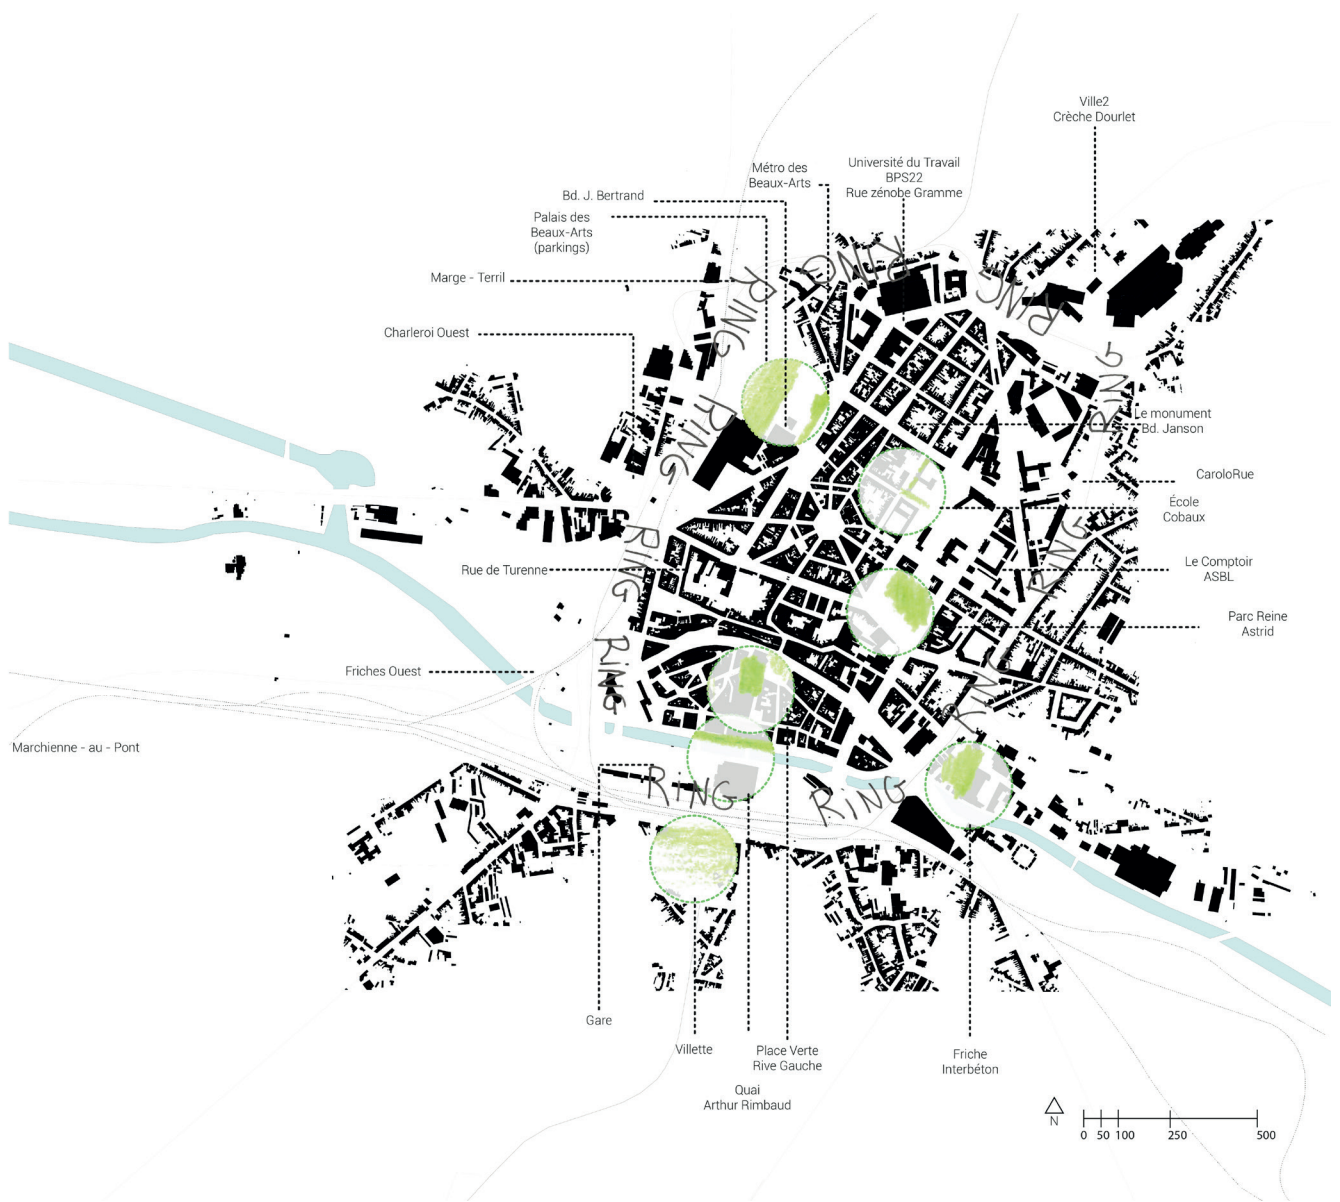 Ville2
Crèche Dourlet
Métro des
Beaux-Arts
Université du Travail
BPS22
Rue zénobe Gramme
Bd. J. Bertrand
Palais des
Beaux-Arts
(parkings)
Marge - Terril
Charleroi Ouest
RING
RING
RING
RING
RING
RING
RING
RING
RING
RING
RING
RING
Le monument
Bd. Janson
CaroloRue
École
Cobaux
Rue de Turenne
Le Comptoir
ASBL
Parc Reine
Astrid
Friches Ouest
Marchienne - au - Pont
Gare
Villette
Place Verte
Rive Gauche
Quai
Arthur Rimbaud
Friche
Interbéton
N
0 50 100 250 500